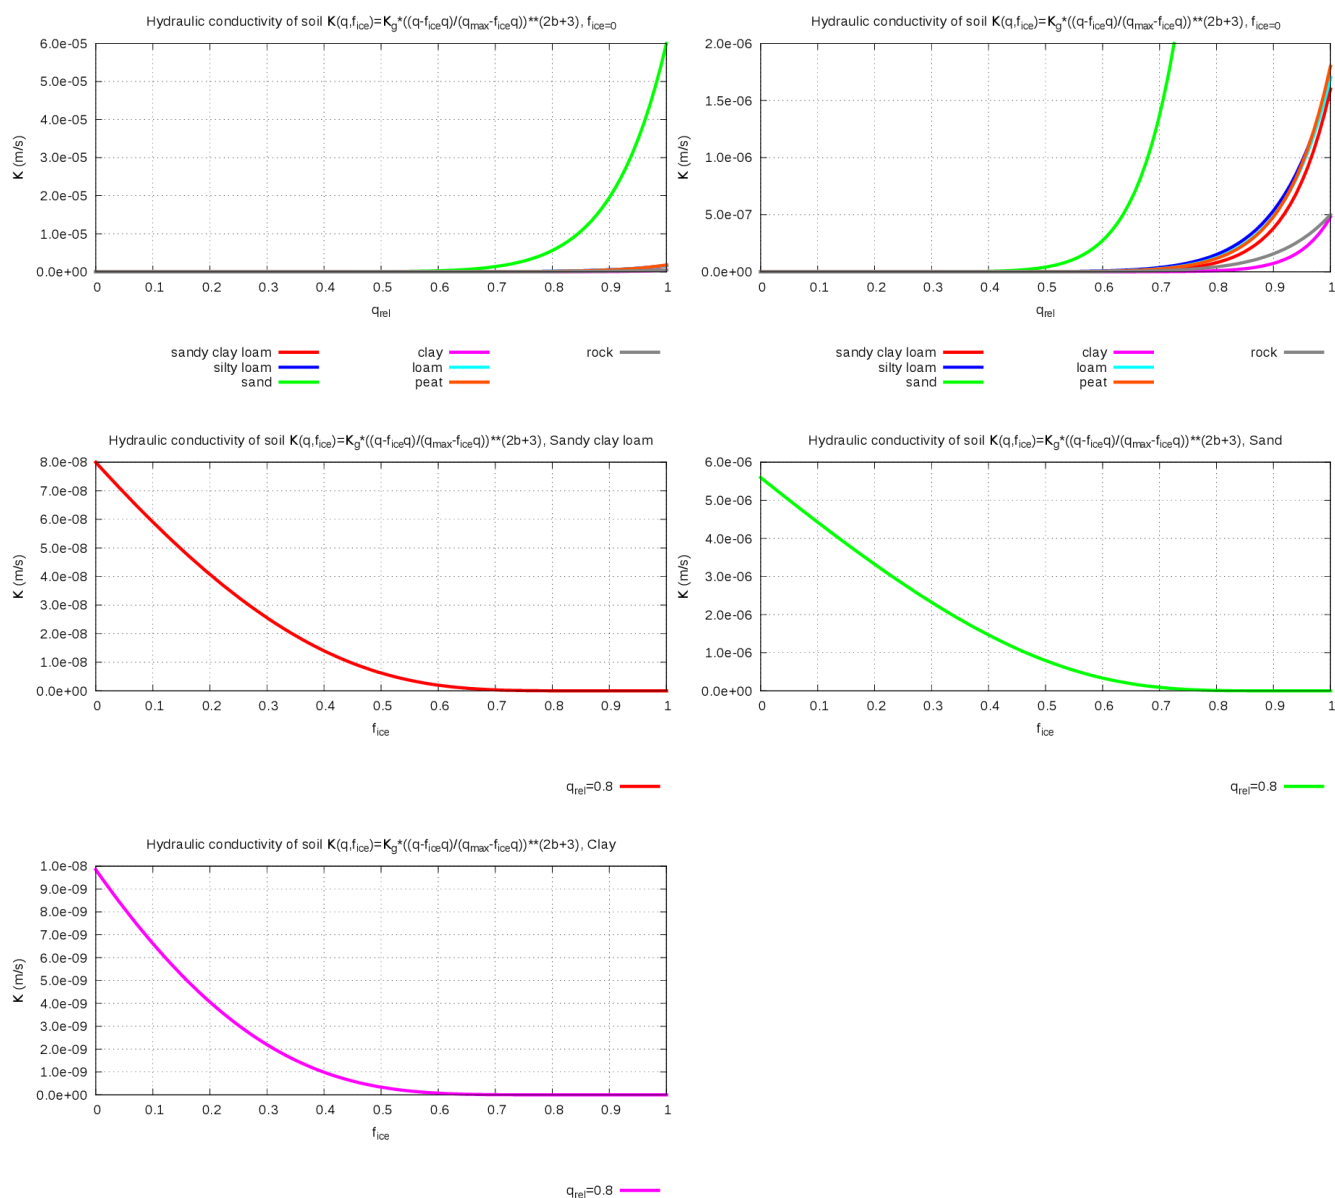 Hydraulic conductivity of soil K(q,fice)=Kg*((q-ficeq)/(qmax-ficeq))**(2b+3), fice=0
6.0e-05
5.0e-05
4.0e-05
3.0e-05
2.0e-05
1.0e-05
0.0e+00
K (m/s)
0 0.1 0.2 0.3 0.4 0.5 0.6 0.7 0.8 0.9 1
qrel
sandy clay loam
silty loam
sand
clay
loam
peat
rock
Hydraulic conductivity of soil K(q,fice)=Kg*((q-ficeq)/(qmax-ficeq))**(2b+3), fice=0
2.0e-06
1.5e-06
1.0e-06
5.0e-07
0.0e+00
K (m/s)
0 0.1 0.2 0.3 0.4 0.5 0.6 0.7 0.8 0.9 1
qrel
sandy clay loam
silty loam
sand
clay
loam
peat
rock
Hydraulic conductivity of soil K(q,fice)=Kg*((q-ficeq)/(qmax-ficeq))**(2b+3), Sandy clay loam
8.0e-08
7.0e-08
6.0e-08
5.0e-08
4.0e-08
3.0e-08
2.0e-08
1.0e-08
0.0e+00
K (m/s)
0 0.1 0.2 0.3 0.4 0.5 0.6 0.7 0.8 0.9 1
fice
qrel=0.8
Hydraulic conductivity of soil K(q,fice)=Kg*((q-ficeq)/(qmax-ficeq))**(2b+3), Sand
6.0e-06
5.0e-06
4.0e-06
3.0e-06
2.0e-06
1.0e-06
0.0e+00
K (m/s)
0 0.1 0.2 0.3 0.4 0.5 0.6 0.7 0.8 0.9 1
fice
qrel=0.8
Hydraulic conductivity of soil K(q,fice)=Kg*((q-ficeq)/(qmax-ficeq))**(2b+3), Clay
1.0e-08
9.0e-09
8.0e-09
7.0e-09
6.0e-09
5.0e-09
4.0e-09
3.0e-09
2.0e-09
1.0e-09
0.0e+00
K (m/s)
0 0.1 0.2 0.3 0.4 0.5 0.6 0.7 0.8 0.9 1
fice
qrel=0.8